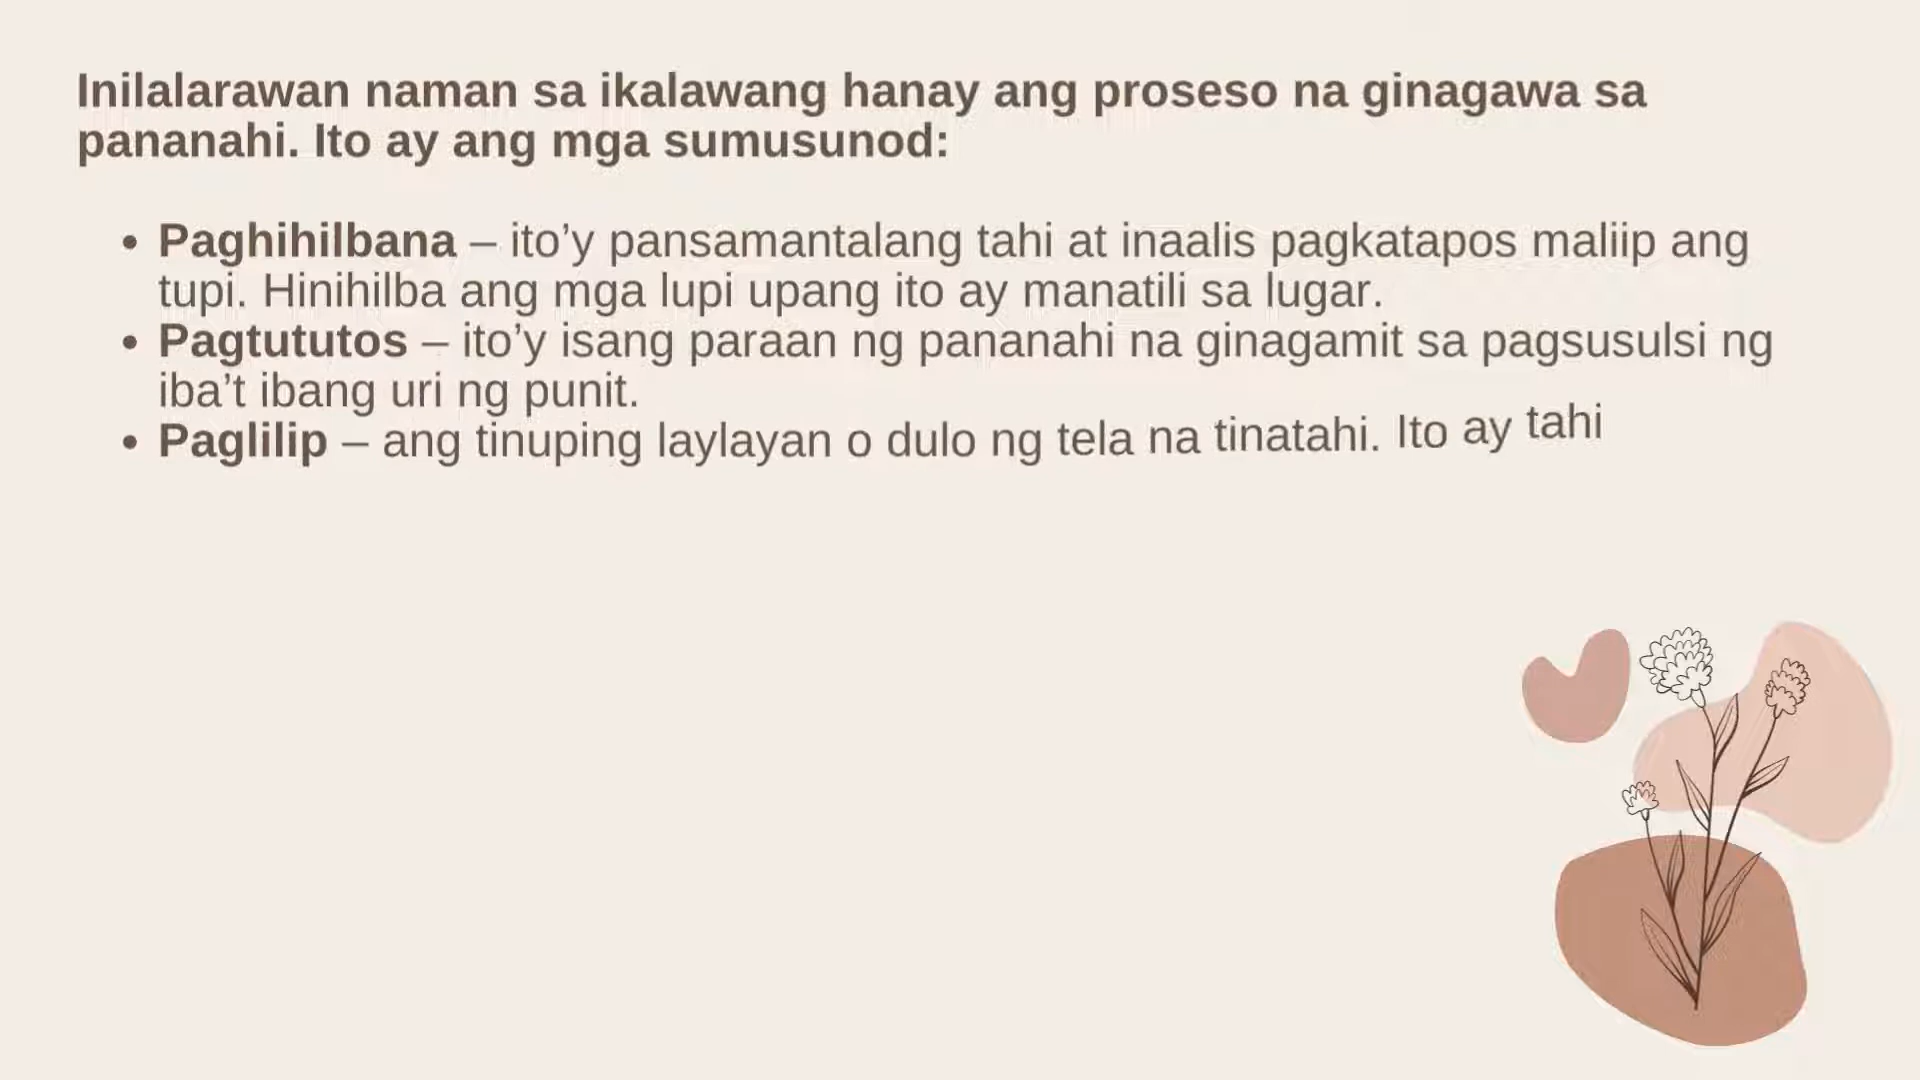 Inilalarawan naman sa ikalawang hanay ang proseso na ginagawa sa
pananahi. Ito ay ang mga sumusunod:
• Paghihilbana – ito’y pansamantalang tahi at inaalis pagkatapos maliip ang
tupi. Hinihilba ang mga lupi upang ito ay manatili sa lugar.
• Pagtututos – ito’y isang paraan ng pananahi na ginagamit sa pagsusulsi ng
iba’t ibang uri ng punit.
• Paglilip – ang tinuping laylayan o dulo ng tela na tinatahi. Ito ay tahi